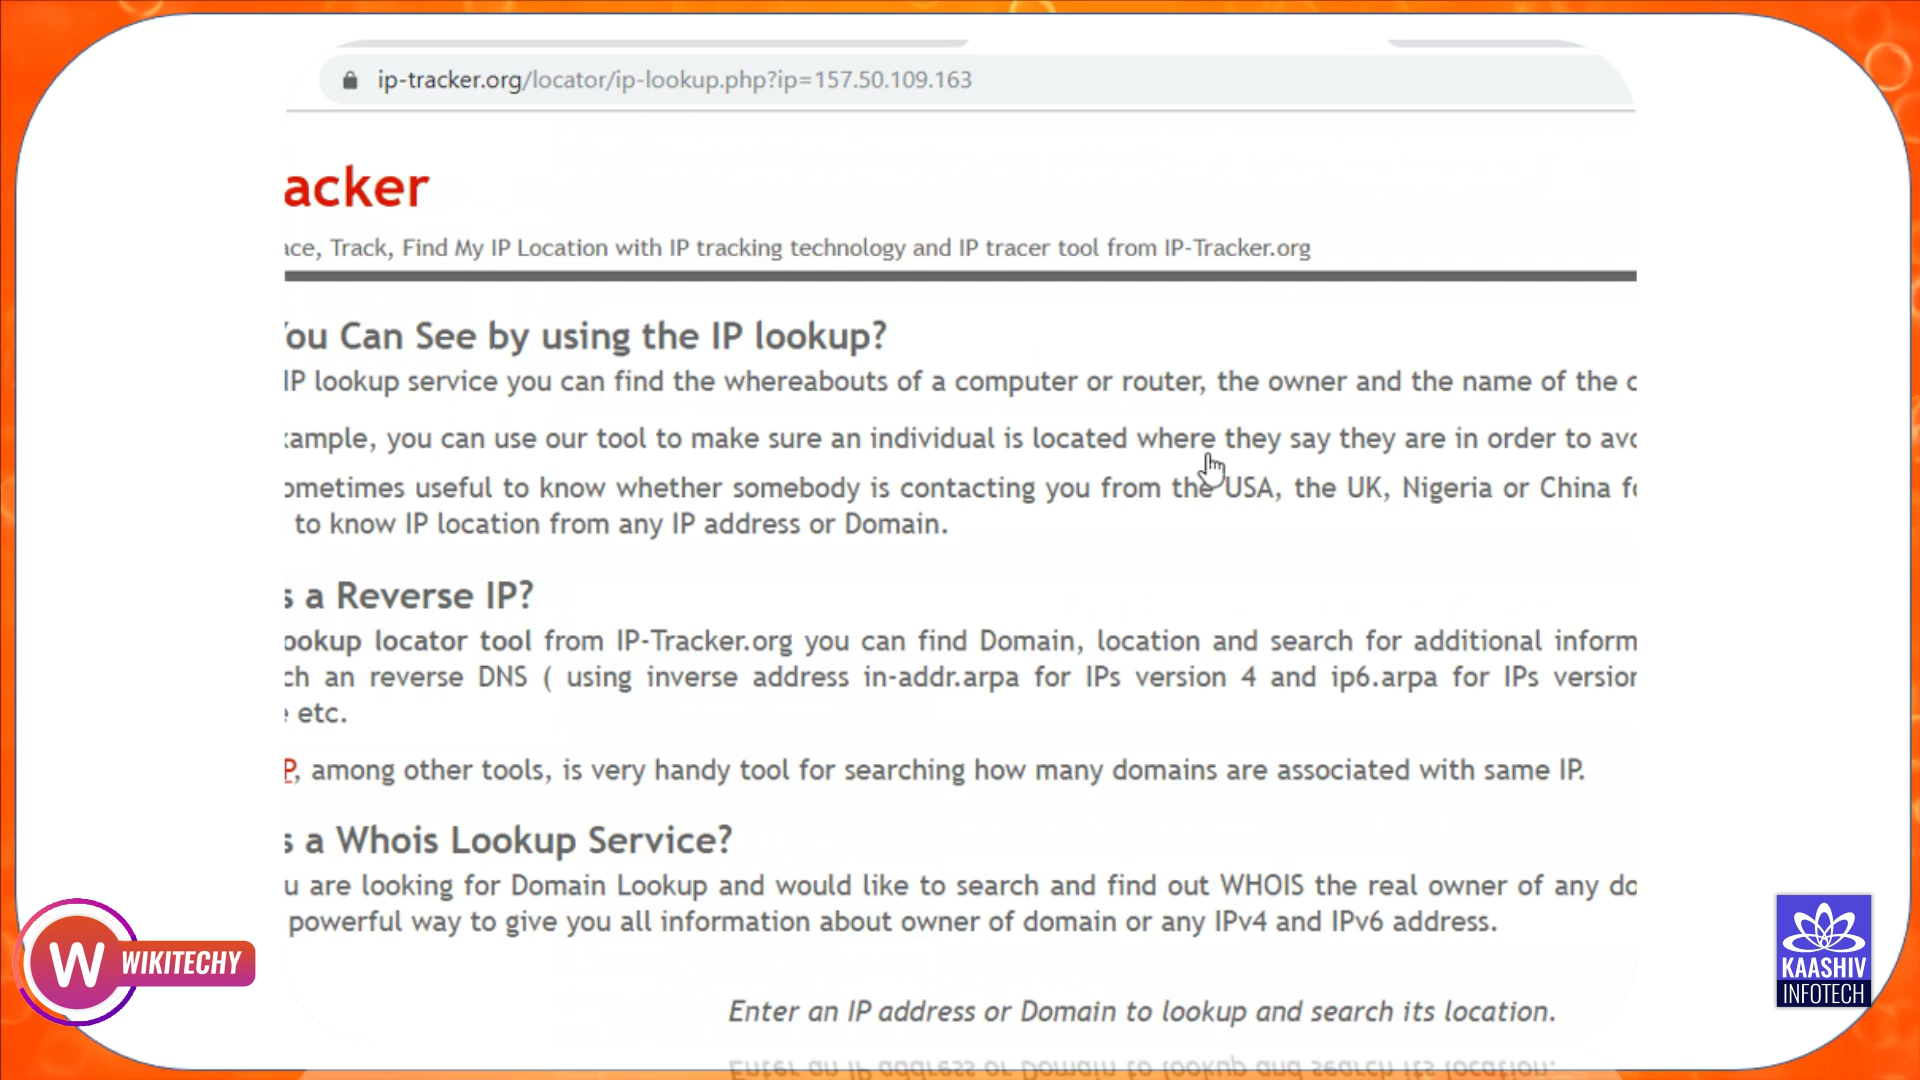 ip-tracker.org/locator/ip-lookup.php?ip=157.50.109.163
acker
ace, Track, Find My IP Location with IP tracking technology and IP tracer tool from IP-Tracker.org
You Can See by using the IP lookup?
IP lookup service you can find the whereabouts of a computer or router, the owner and the name of the
ample, you can use our tool to make sure an individual is located where they say they are in order to
ometimes useful to know whether somebody is contacting you from the USA, the UK, Nigeria or China
to know IP location from any IP address or Domain.
s a Reverse IP?
ookup locator tool from IP-Tracker.org you can find Domain, location and search for additional inform
ch an reverse DNS ( using inverse address in-addr.arpa for IPs version 4 and ip6.arpa for IPs version
etc.
P, among other tools, is very handy tool for searching how many domains are associated with same IP.
s a Whois Lookup Service?
u are looking for Domain Lookup and would like to search and find out WHOIS the real owner of any do
powerful way to give you all information about owner of domain or any IPv4 and IPv6 address.
Enter an IP address or Domain to lookup and search its location.
W WIKITECHY
KAASHIV
INFOTECH